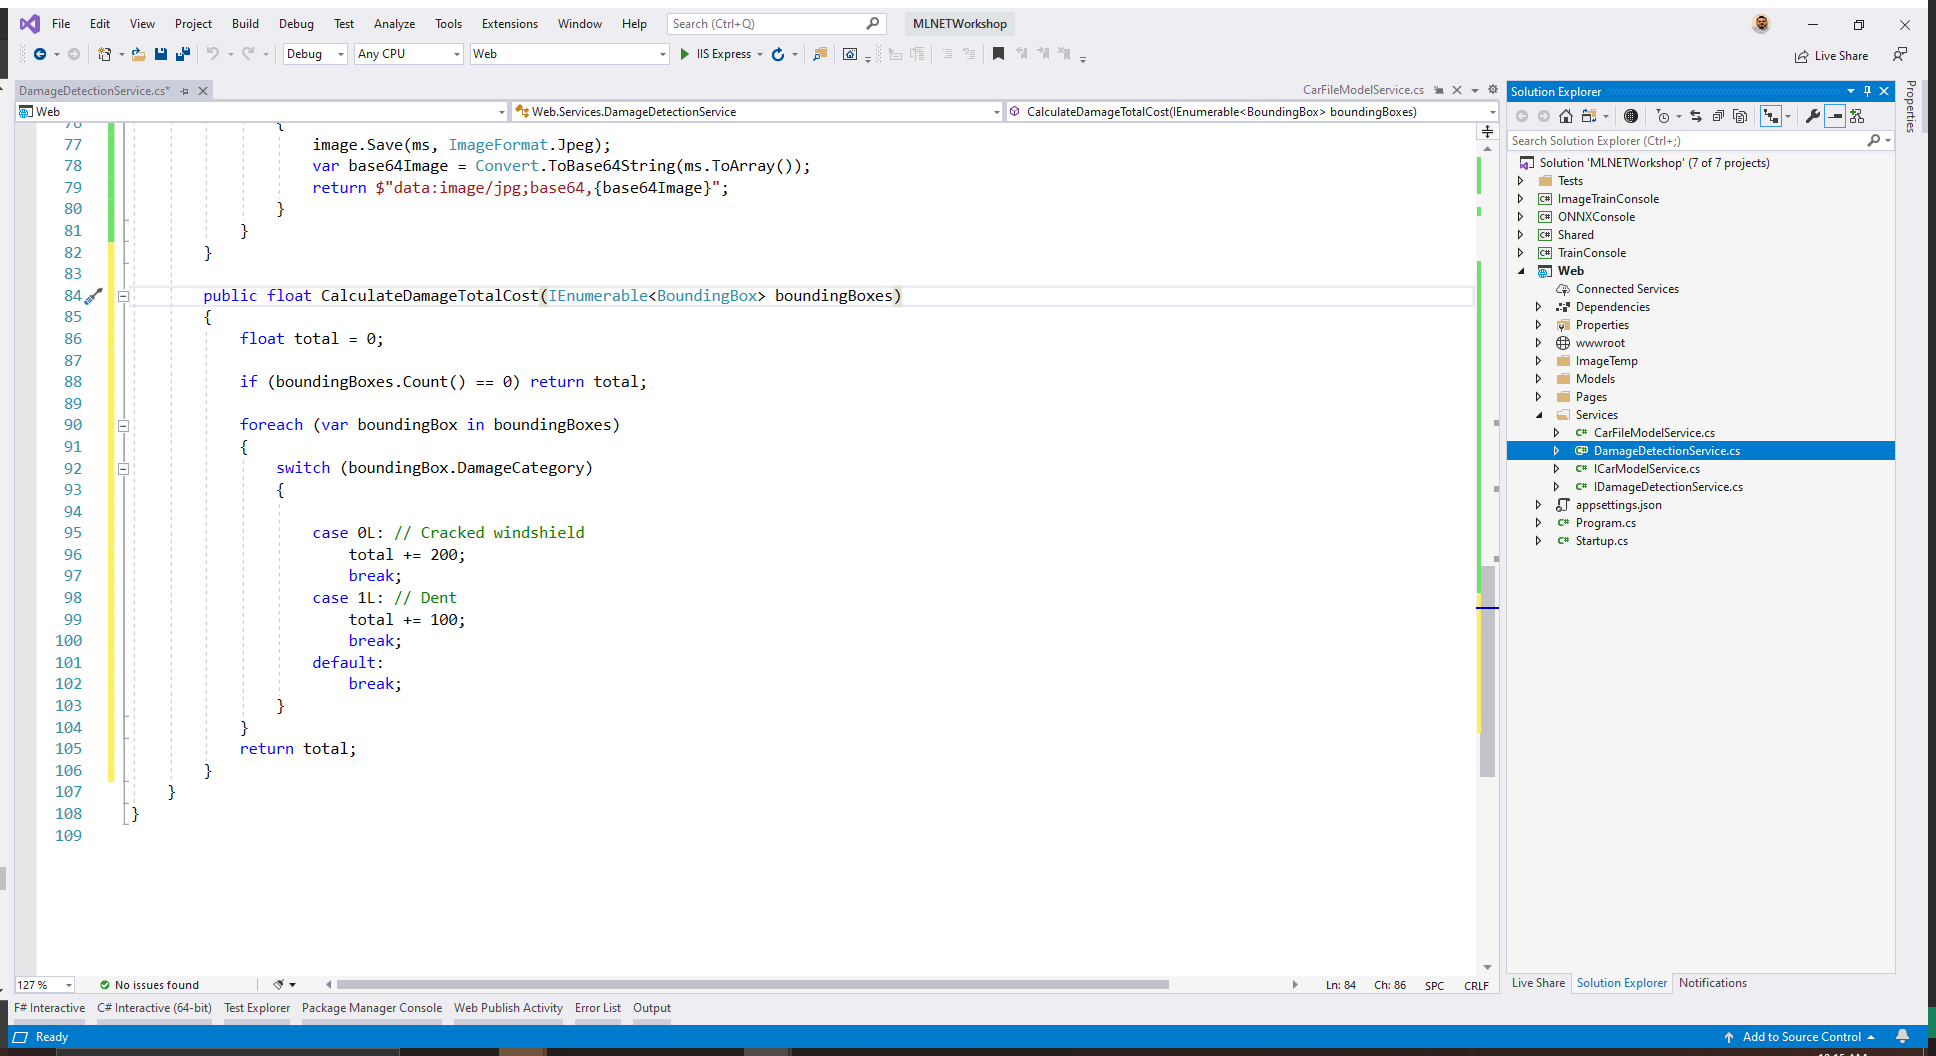 File Edit View Project Build Debug Test Analyze Tools Extensions Window Help Search (Ctrl+Q) MLNETWorkshop
Debug Any CPU Web IIS Express Live Share
DamageDetectionService.cs* CarFileModelService.cs
Web Web.Services.DamageDetectionService CalculateDamageTotalCost(IEnumerable<BoundingBox> boundingBoxes)
76 {
77 image.Save(ms, ImageFormat.Jpeg);
78 var base64Image = Convert.ToBase64String(ms.ToArray());
79 return $"data:image/jpg;base64,{base64Image}";
80 }
81 }
82 }
83
84 public float CalculateDamageTotalCost(IEnumerable<BoundingBox> boundingBoxes)
85 {
86 float total = 0;
87
88 if (boundingBoxes.Count() == 0) return total;
89
90 foreach (var boundingBox in boundingBoxes)
91 {
92 switch (boundingBox.DamageCategory)
93 {
94
95 case 0L: // Cracked windshield
96 total += 200;
97 break;
98 case 1L: // Dent
99 total += 100;
100 break;
101 default:
102 break;
103 }
104 }
105 return total;
106 }
107 }
108 }
109
127 % No issues found Ln: 84 Ch: 86 SPC CRLF
Solution Explorer
Properties
Search Solution Explorer (Ctrl+;)
Solution 'MLNETWorkshop' (7 of 7 projects)
Tests
C# ImageTrainConsole
C# ONNXConsole
C# Shared
C# TrainConsole
Web
Connected Services
Dependencies
Properties
wwwroot
ImageTemp
Models
Pages
Services
C# CarFileModelService.cs
C# DamageDetectionService.cs
C# ICarModelService.cs
C# IDamageDetectionService.cs
appsettings.json
C# Program.cs
C# Startup.cs
Live Share Solution Explorer Notifications
F# Interactive C# Interactive (64-bit) Test Explorer Package Manager Console Web Publish Activity Error List Output
Ready Add to Source Control